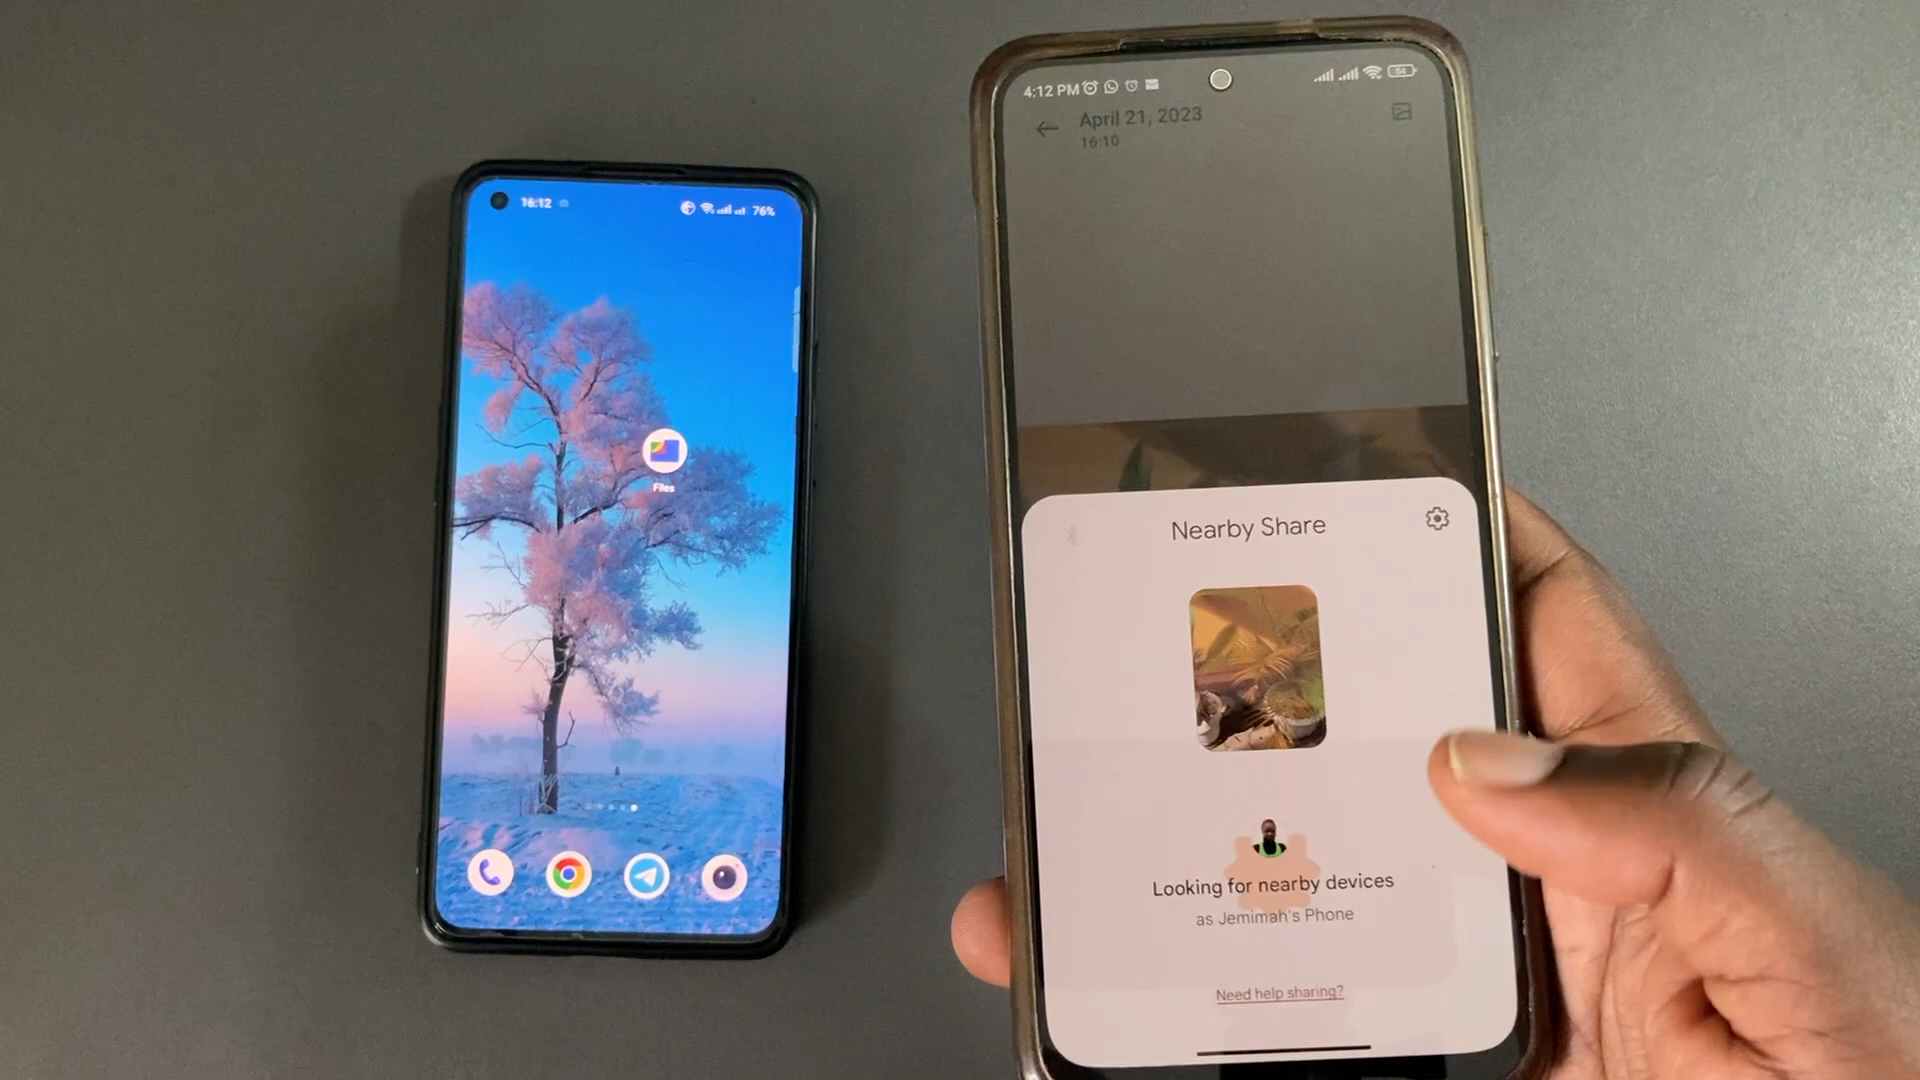 16:12
76%
Files
4:12 PM
54
April 21, 2023
16:10
Nearby Share
Looking for nearby devices
as Jemimah's Phone
Need help sharing?